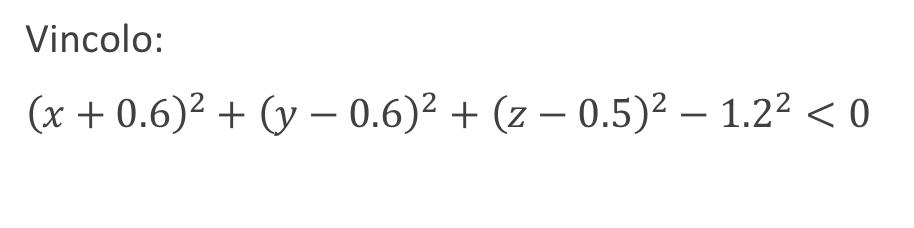 Vincolo:
(𝑥 + 0.6)² + (𝑦 − 0.6)² + (𝑧 − 0.5)² − 1.2² < 0